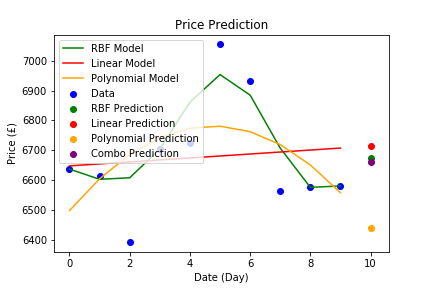 Price Prediction
Price (£)
7000
6900
6800
6700
6600
6500
6400
RBF Model
Linear Model
Polynomial Model
Data
RBF Prediction
Linear Prediction
Polynomial Prediction
Combo Prediction
0
2
4
6
8
10
Date (Day)